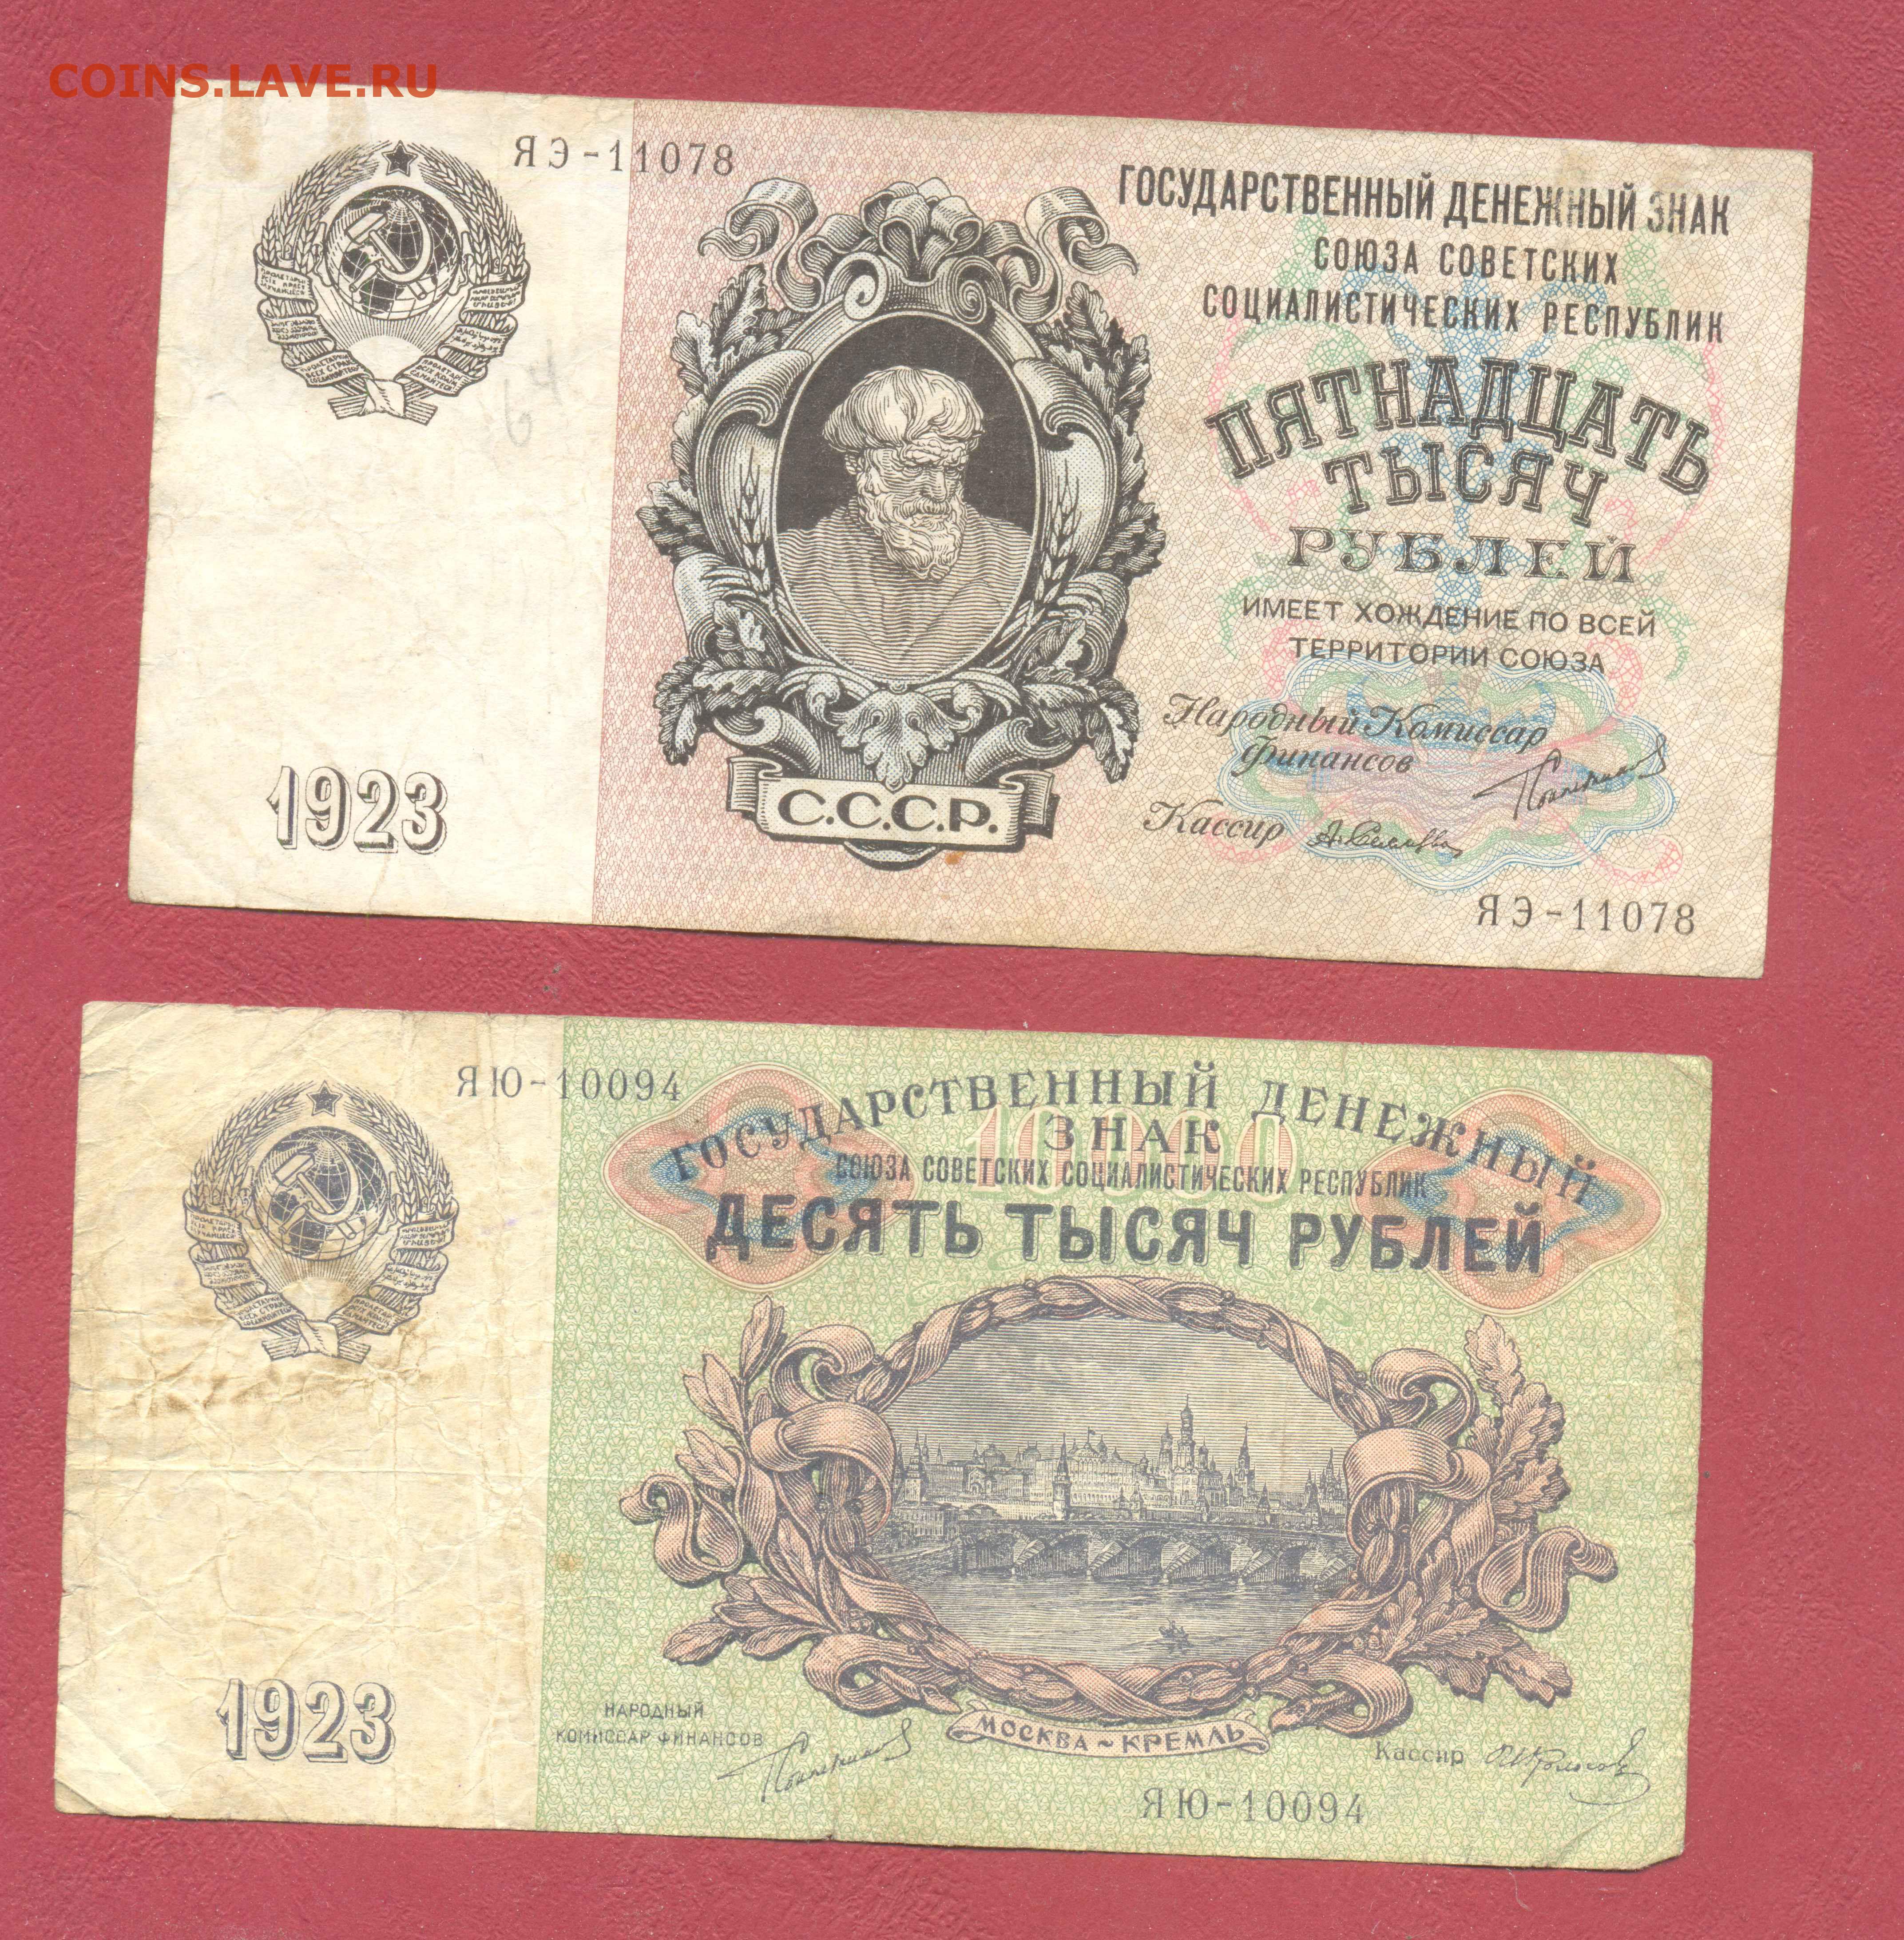 COINS.LAVE.RU
ЯЭ-11078
ГОСУДАРСТВЕННЫЙ ДЕНЕЖНЫЙ ЗНАК
СОЮЗА СОВЕТСКИХ
СОЦИАЛИСТИЧЕСКИХ РЕСПУБЛИК
ПЯТНАДЦАТЬ
ТЫСЯЧ
РУБЛЕЙ
ИМЕЕТ ХОЖДЕНИЕ ПО ВСЕЙ
ТЕРРИТОРИИ СОЮЗА
Народный Комиссар
финансов
Кассир
64
С.С.С.Р.
1923
ЯЭ-11078
ЯЮ-10094
ГОСУДАРСТВЕННЫЙ ДЕНЕЖНЫЙ
ЗНАК
10000
СОЮЗА СОВЕТСКИХ СОЦИАЛИСТИЧЕСКИХ РЕСПУБЛИК
ДЕСЯТЬ ТЫСЯЧ РУБЛЕЙ
1923
НАРОДНЫЙ
КОМИССАР ФИНАНСОВ
МОСКВА ~ КРЕМЛЬ
Кассир
ЯЮ-10094